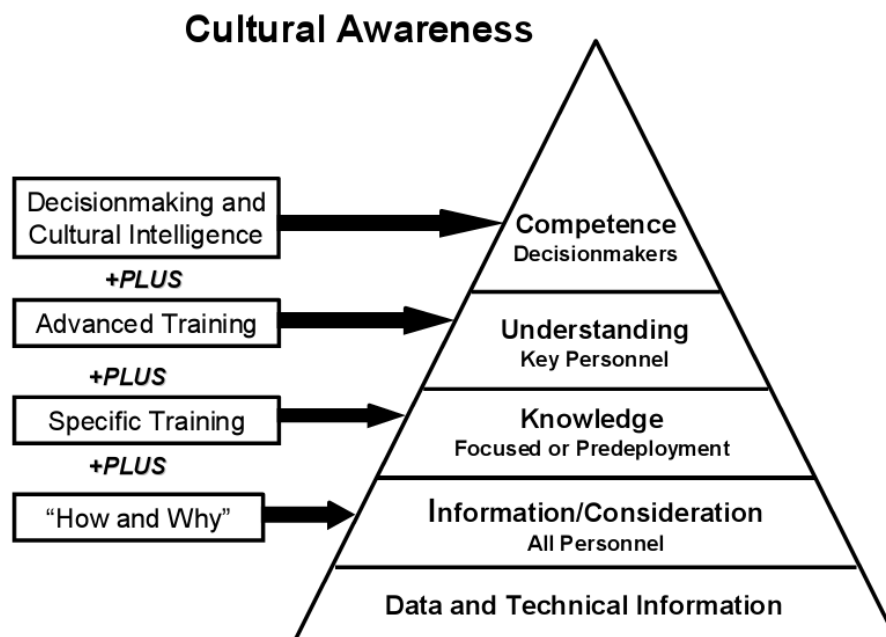 Cultural Awareness
Decisionmaking and
Cultural Intelligence
+PLUS
Advanced Training
+PLUS
Specific Training
+PLUS
“How and Why”
Competence
Decisionmakers
Understanding
Key Personnel
Knowledge
Focused or Predeployment
Information/Consideration
All Personnel
Data and Technical Information